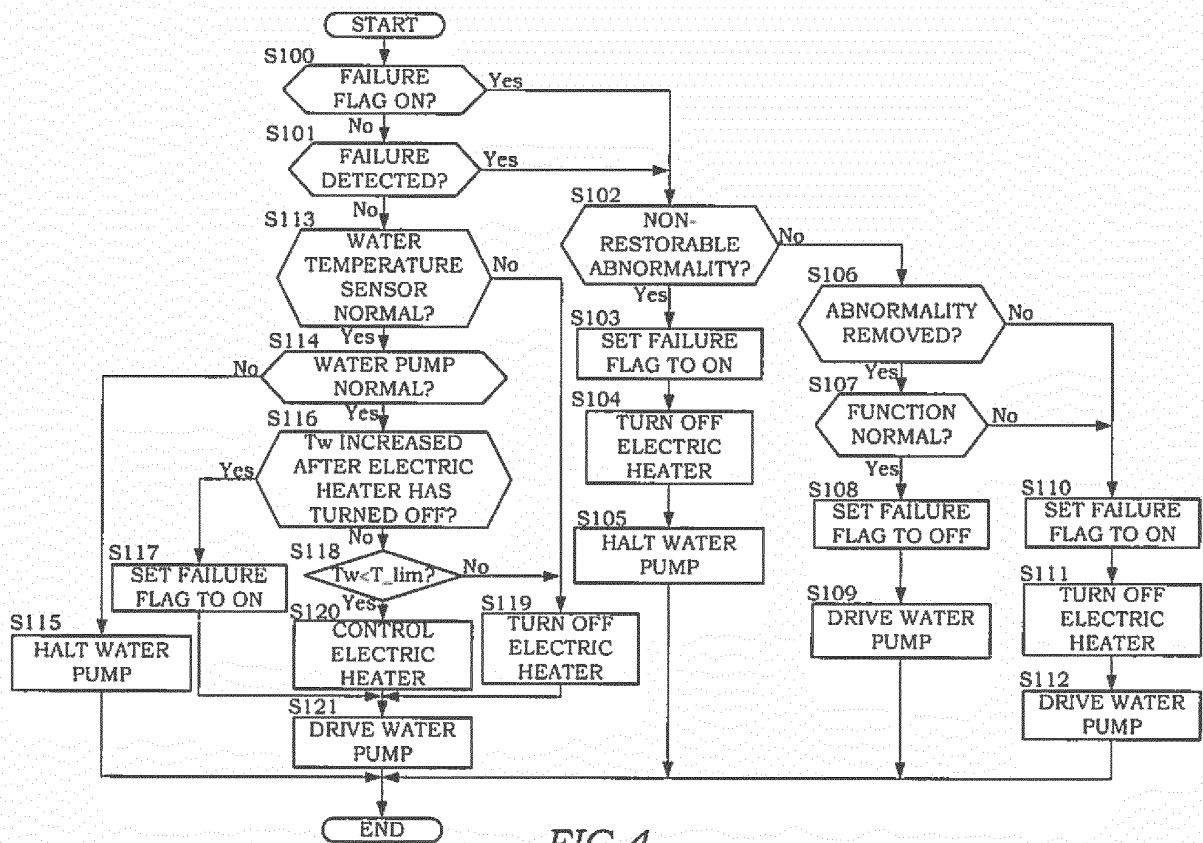 START
S100
FAILURE
FLAG ON?
Yes
No
S101
FAILURE
DETECTED?
Yes
No
S113
WATER
TEMPERATURE
SENSOR
NORMAL?
No
Yes
S114
WATER PUMP
NORMAL?
No
Yes
S116
Tw INCREASED
AFTER ELECTRIC
HEATER HAS
TURNED OFF?
Yes
No
S117
SET FAILURE
FLAG TO ON
S118
Tw<T_lim?
No
Yes
S115
HALT WATER
PUMP
S120
CONTROL
ELECTRIC
HEATER
S119
TURN OFF
ELECTRIC
HEATER
S121
DRIVE WATER
PUMP
END
S102
NON-
RESTORABLE
ABNORMALITY?
No
Yes
S103
SET FAILURE
FLAG TO ON
S104
TURN OFF
ELECTRIC
HEATER
S105
HALT WATER
PUMP
S106
ABNORMALITY
REMOVED?
No
Yes
S107
FUNCTION
NORMAL?
No
Yes
S108
SET FAILURE
FLAG TO OFF
S109
DRIVE WATER
PUMP
S110
SET FAILURE
FLAG TO ON
S111
TURN OFF
ELECTRIC
HEATER
S112
DRIVE WATER
PUMP
FIG. 4